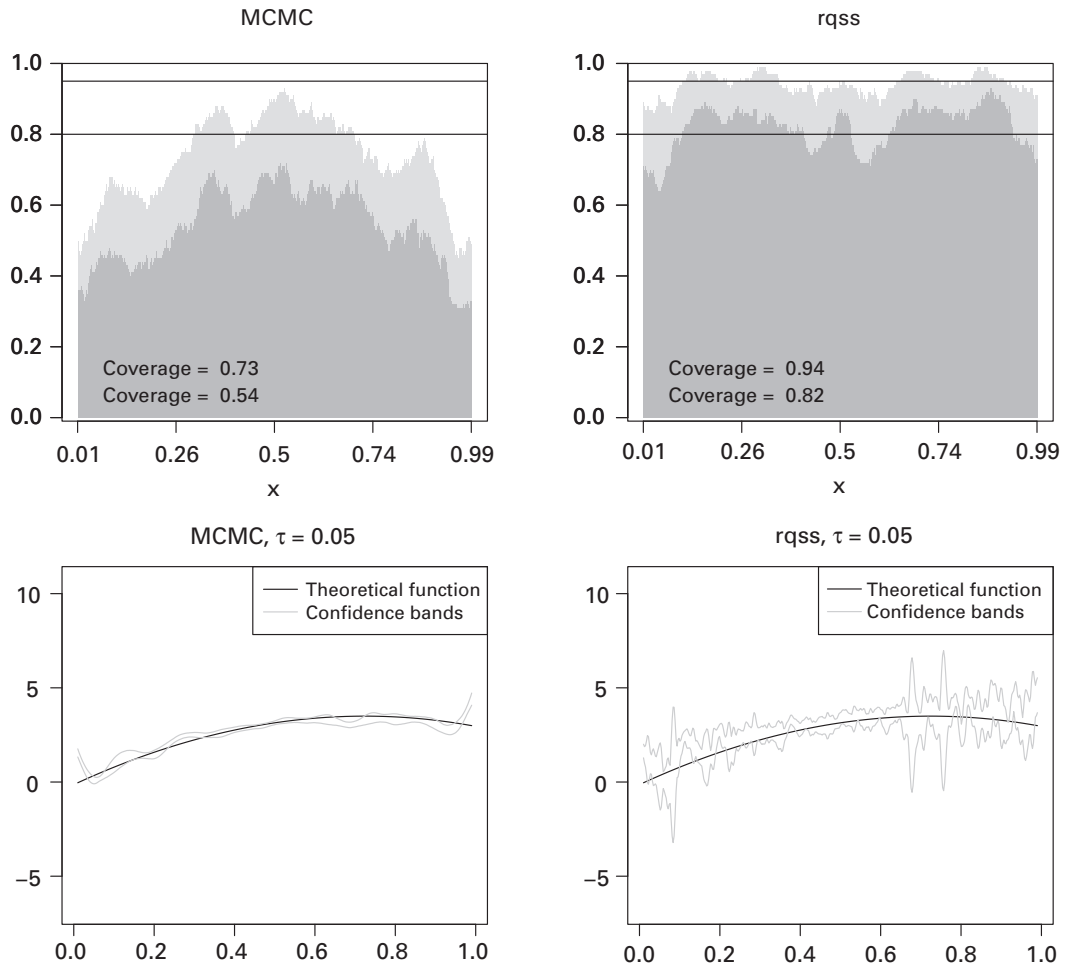 MCMC
1.0
0.8
0.6
0.4
0.2
0.0
Coverage = 0.73
Coverage = 0.54
0.01 0.26 0.5 0.74 0.99
x
rqss
1.0
0.8
0.6
0.4
0.2
0.0
Coverage = 0.94
Coverage = 0.82
0.01 0.26 0.5 0.74 0.99
x
MCMC, τ = 0.05
10
5
0
−5
Theoretical function
Confidence bands
0.0 0.2 0.4 0.6 0.8 1.0
rqss, τ = 0.05
10
5
0
−5
Theoretical function
Confidence bands
0.0 0.2 0.4 0.6 0.8 1.0